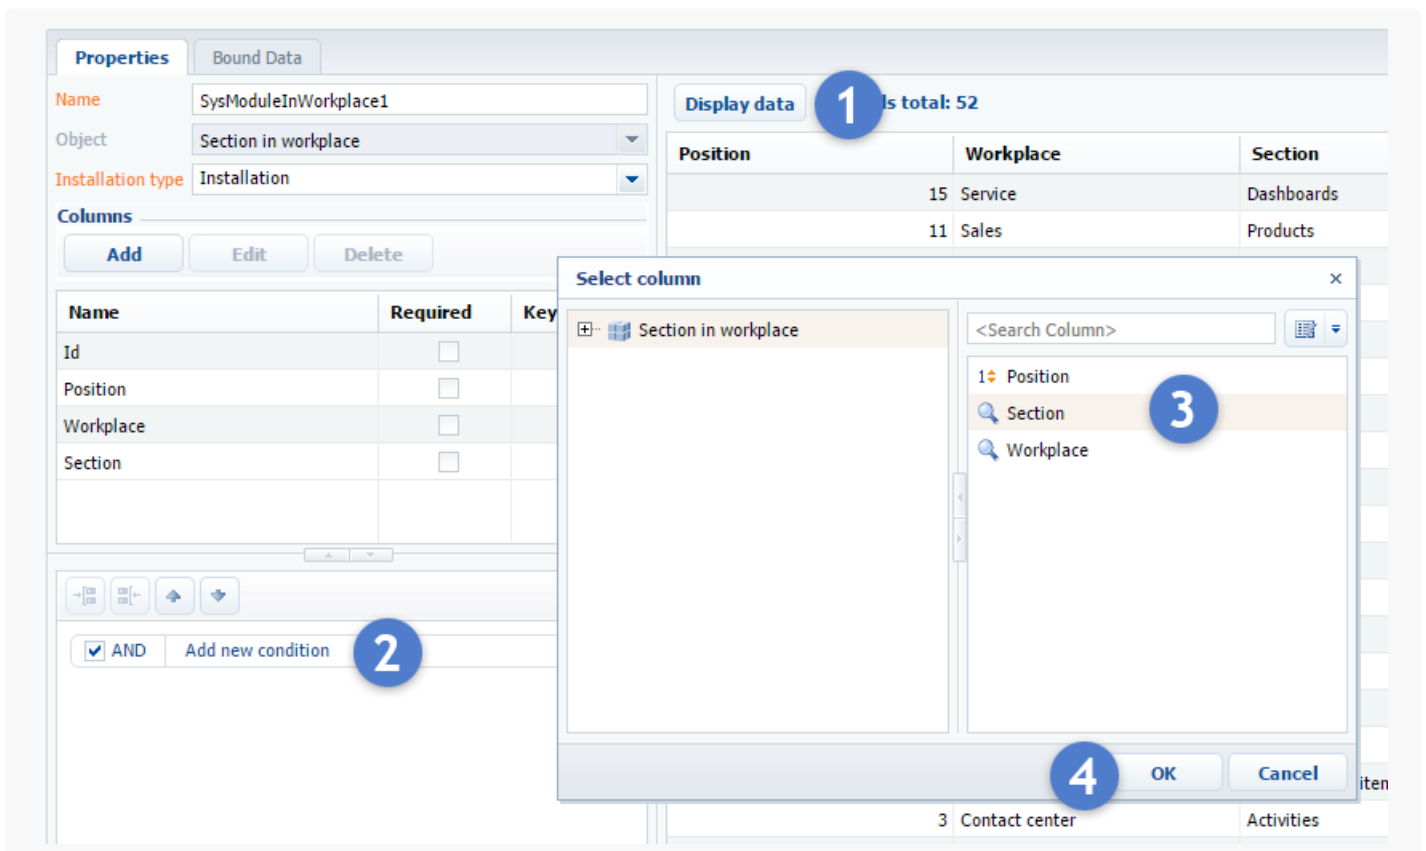 Properties Bound Data
Name SysModuleInWorkplace1
Object Section in workplace
Installation type Installation
Columns
Add Edit Delete
Name Required Key
Id
Position
Workplace
Section
AND Add new condition 2
Display data 1 total: 52
Position Workplace Section
15 Service Dashboards
11 Sales Products
Select column ×
Section in workplace
<Search Column>
1 Position
Section 3
Workplace
4 OK Cancel
3 Contact center Activities